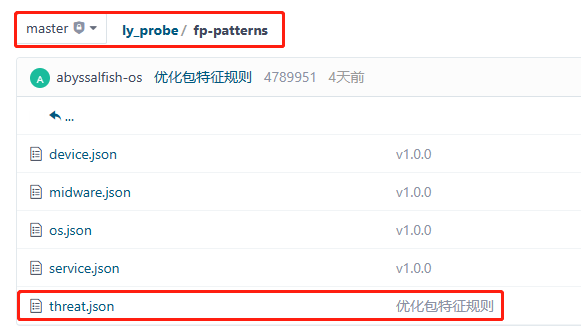 master ly_probe / fp-patterns
A abyssalfish-os 优化包特征规则 4789951 4天前
...
device.json v1.0.0
midware.json v1.0.0
os.json v1.0.0
service.json v1.0.0
threat.json 优化包特征规则